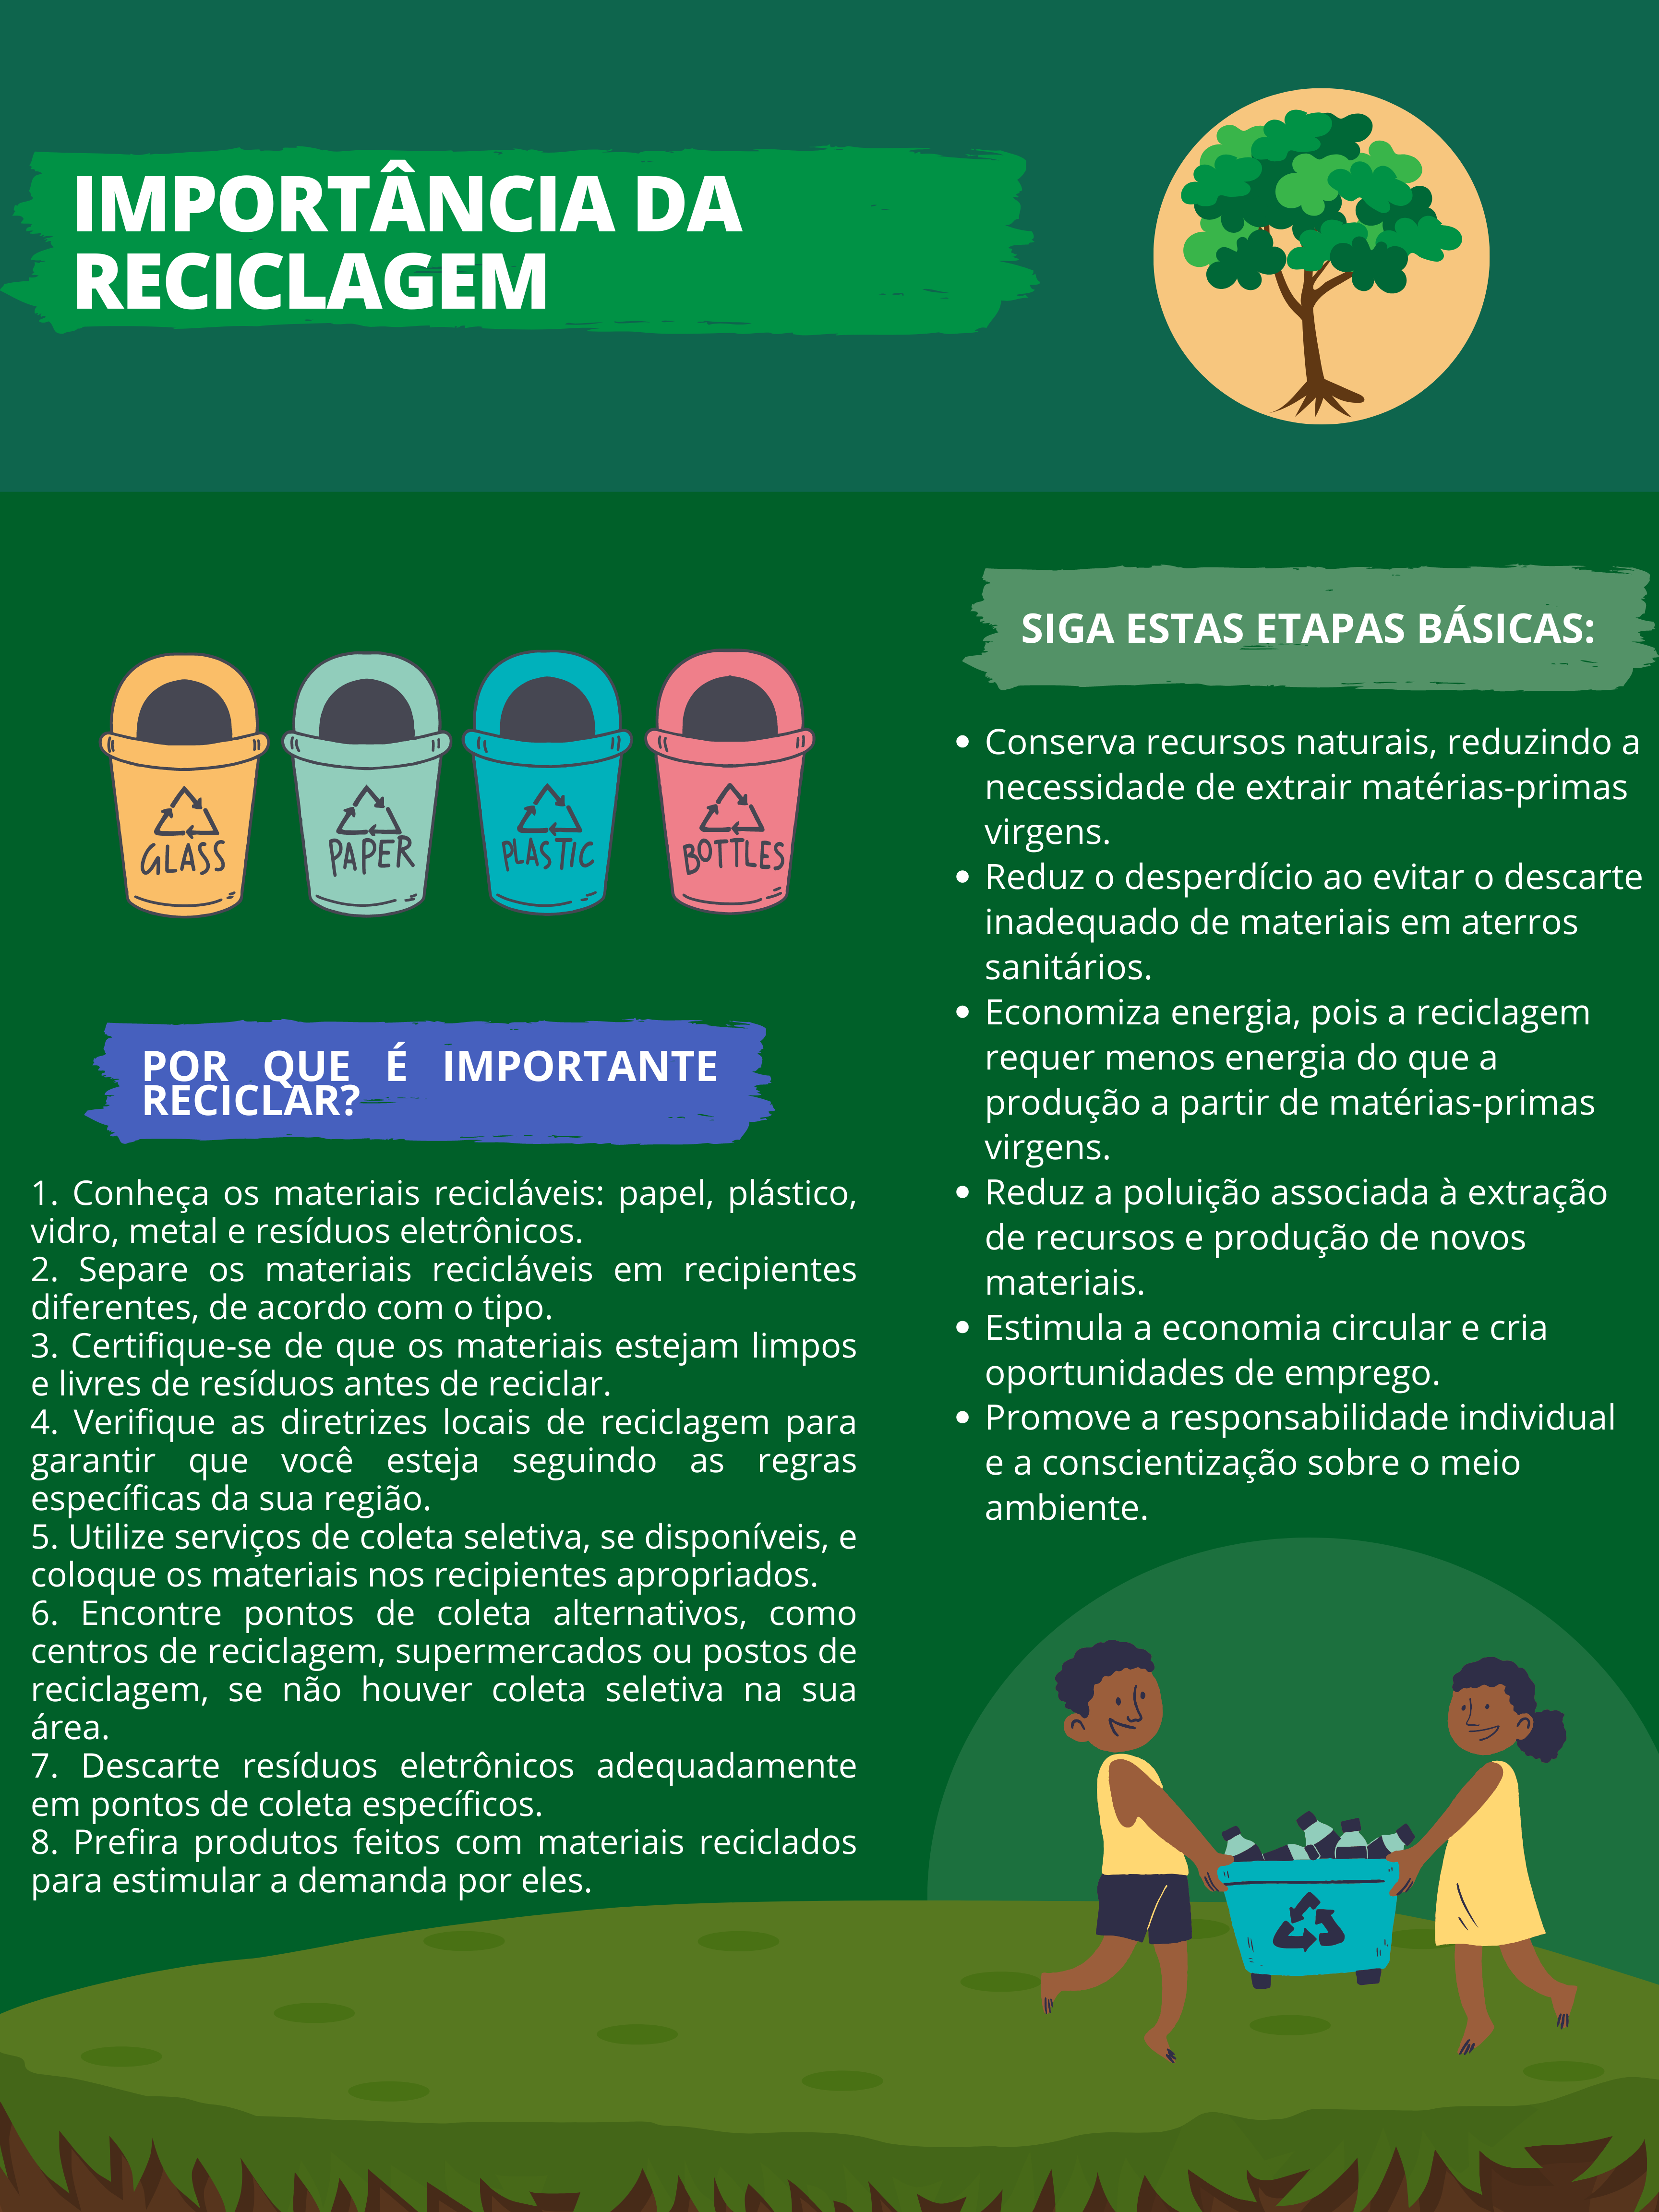 IMPORTÂNCIA DA
RECICLAGEM
GLASS
PAPER
PLASTIC
BOTTLES
POR QUE É IMPORTANTE
RECICLAR?
1. Conheça os materiais recicláveis: papel, plástico,
vidro, metal e resíduos eletrônicos.
2. Separe os materiais recicláveis em recipientes
diferentes, de acordo com o tipo.
3. Certifique-se de que os materiais estejam limpos
e livres de resíduos antes de reciclar.
4. Verifique as diretrizes locais de reciclagem para
garantir que você esteja seguindo as regras
específicas da sua região.
5. Utilize serviços de coleta seletiva, se disponíveis, e
coloque os materiais nos recipientes apropriados.
6. Encontre pontos de coleta alternativos, como
centros de reciclagem, supermercados ou postos de
reciclagem, se não houver coleta seletiva na sua
área.
7. Descarte resíduos eletrônicos adequadamente
em pontos de coleta específicos.
8. Prefira produtos feitos com materiais reciclados
para estimular a demanda por eles.
SIGA ESTAS ETAPAS BÁSICAS:
• Conserva recursos naturais, reduzindo a
necessidade de extrair matérias-primas
virgens.
• Reduz o desperdício ao evitar o descarte
inadequado de materiais em aterros
sanitários.
• Economiza energia, pois a reciclagem
requer menos energia do que a
produção a partir de matérias-primas
virgens.
• Reduz a poluição associada à extração
de recursos e produção de novos
materiais.
• Estimula a economia circular e cria
oportunidades de emprego.
• Promove a responsabilidade individual
e a conscientização sobre o meio
ambiente.